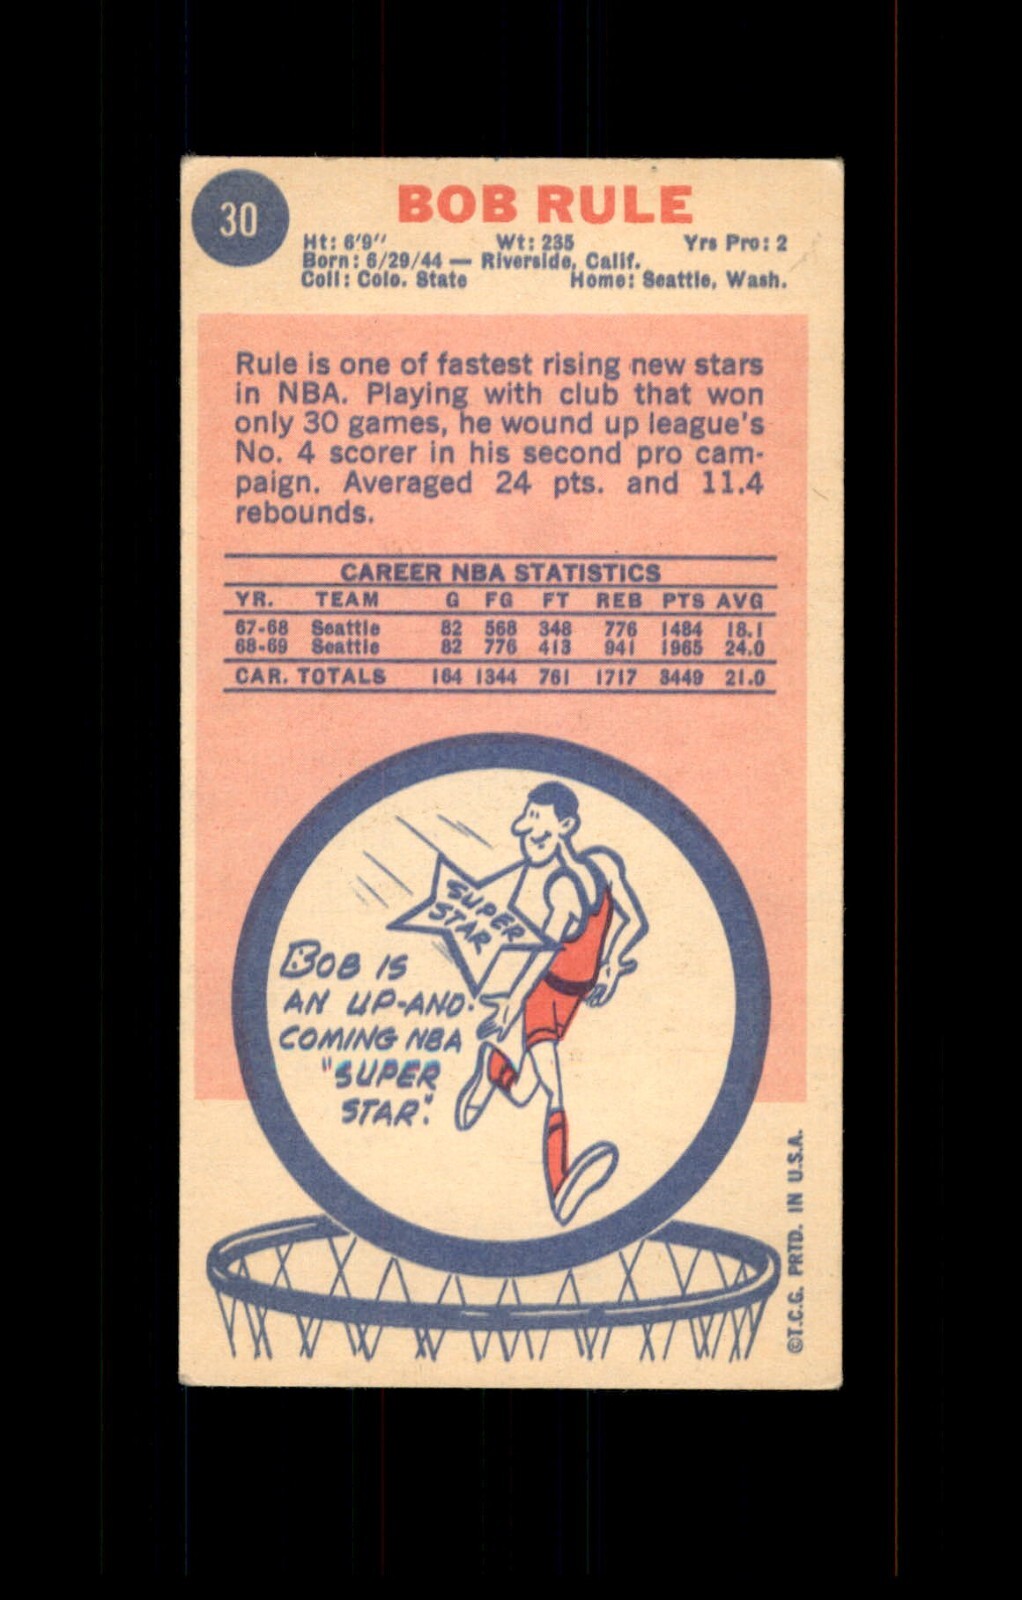 30
BOB RULE
Ht: 6'9" Wt: 235 Yrs Pro: 2
Born: 6/29/44 — Riverside, Calif.
Coll: Colo. State Home: Seattle, Wash.
Rule is one of fastest rising new stars
in NBA. Playing with club that won
only 30 games, he wound up league's
No. 4 scorer in his second pro cam-
paign. Averaged 24 pts. and 11.4
rebounds.
CAREER NBA STATISTICS
YR. TEAM G FG FT REB PTS AVG
67-68 Seattle 82 568 348 776 1484 18.1
68-69 Seattle 82 776 413 941 1965 24.0
CAR. TOTALS 164 1344 761 1717 3449 21.0
SUPER
STAR
BOB IS
AN UP-AND-
COMING NBA
"SUPER
STAR".
©T.C.G. PRTD. IN U.S.A.